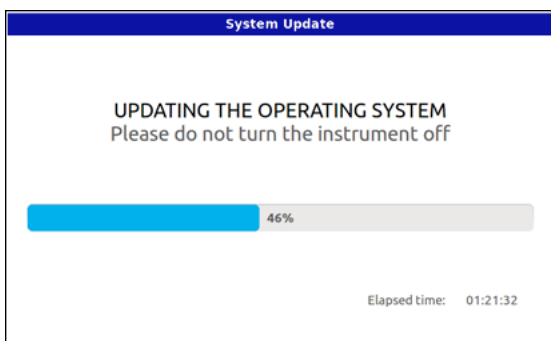 System Update
UPDATING THE OPERATING SYSTEM
Please do not turn the instrument off
46%
Elapsed time: 01:21:32